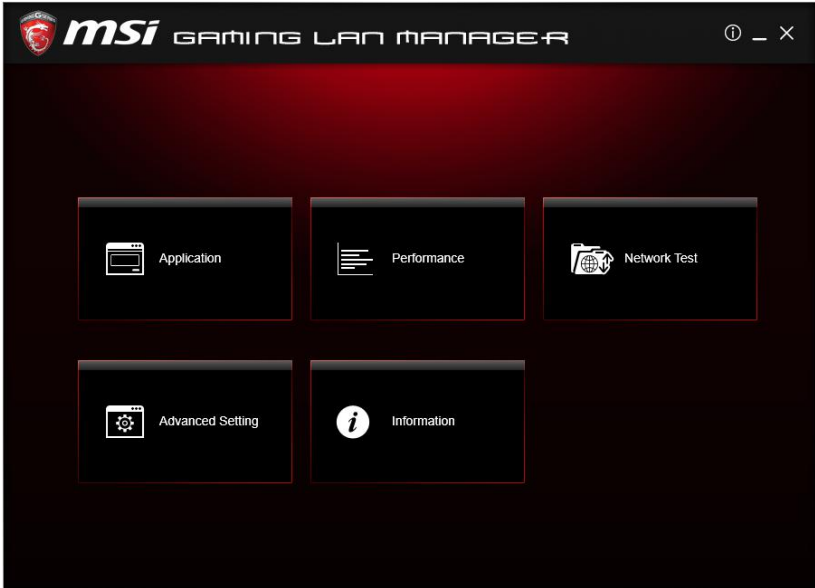 msi GAMING LAN MANAGER
Application
Performance
Network Test
Advanced Setting
Information